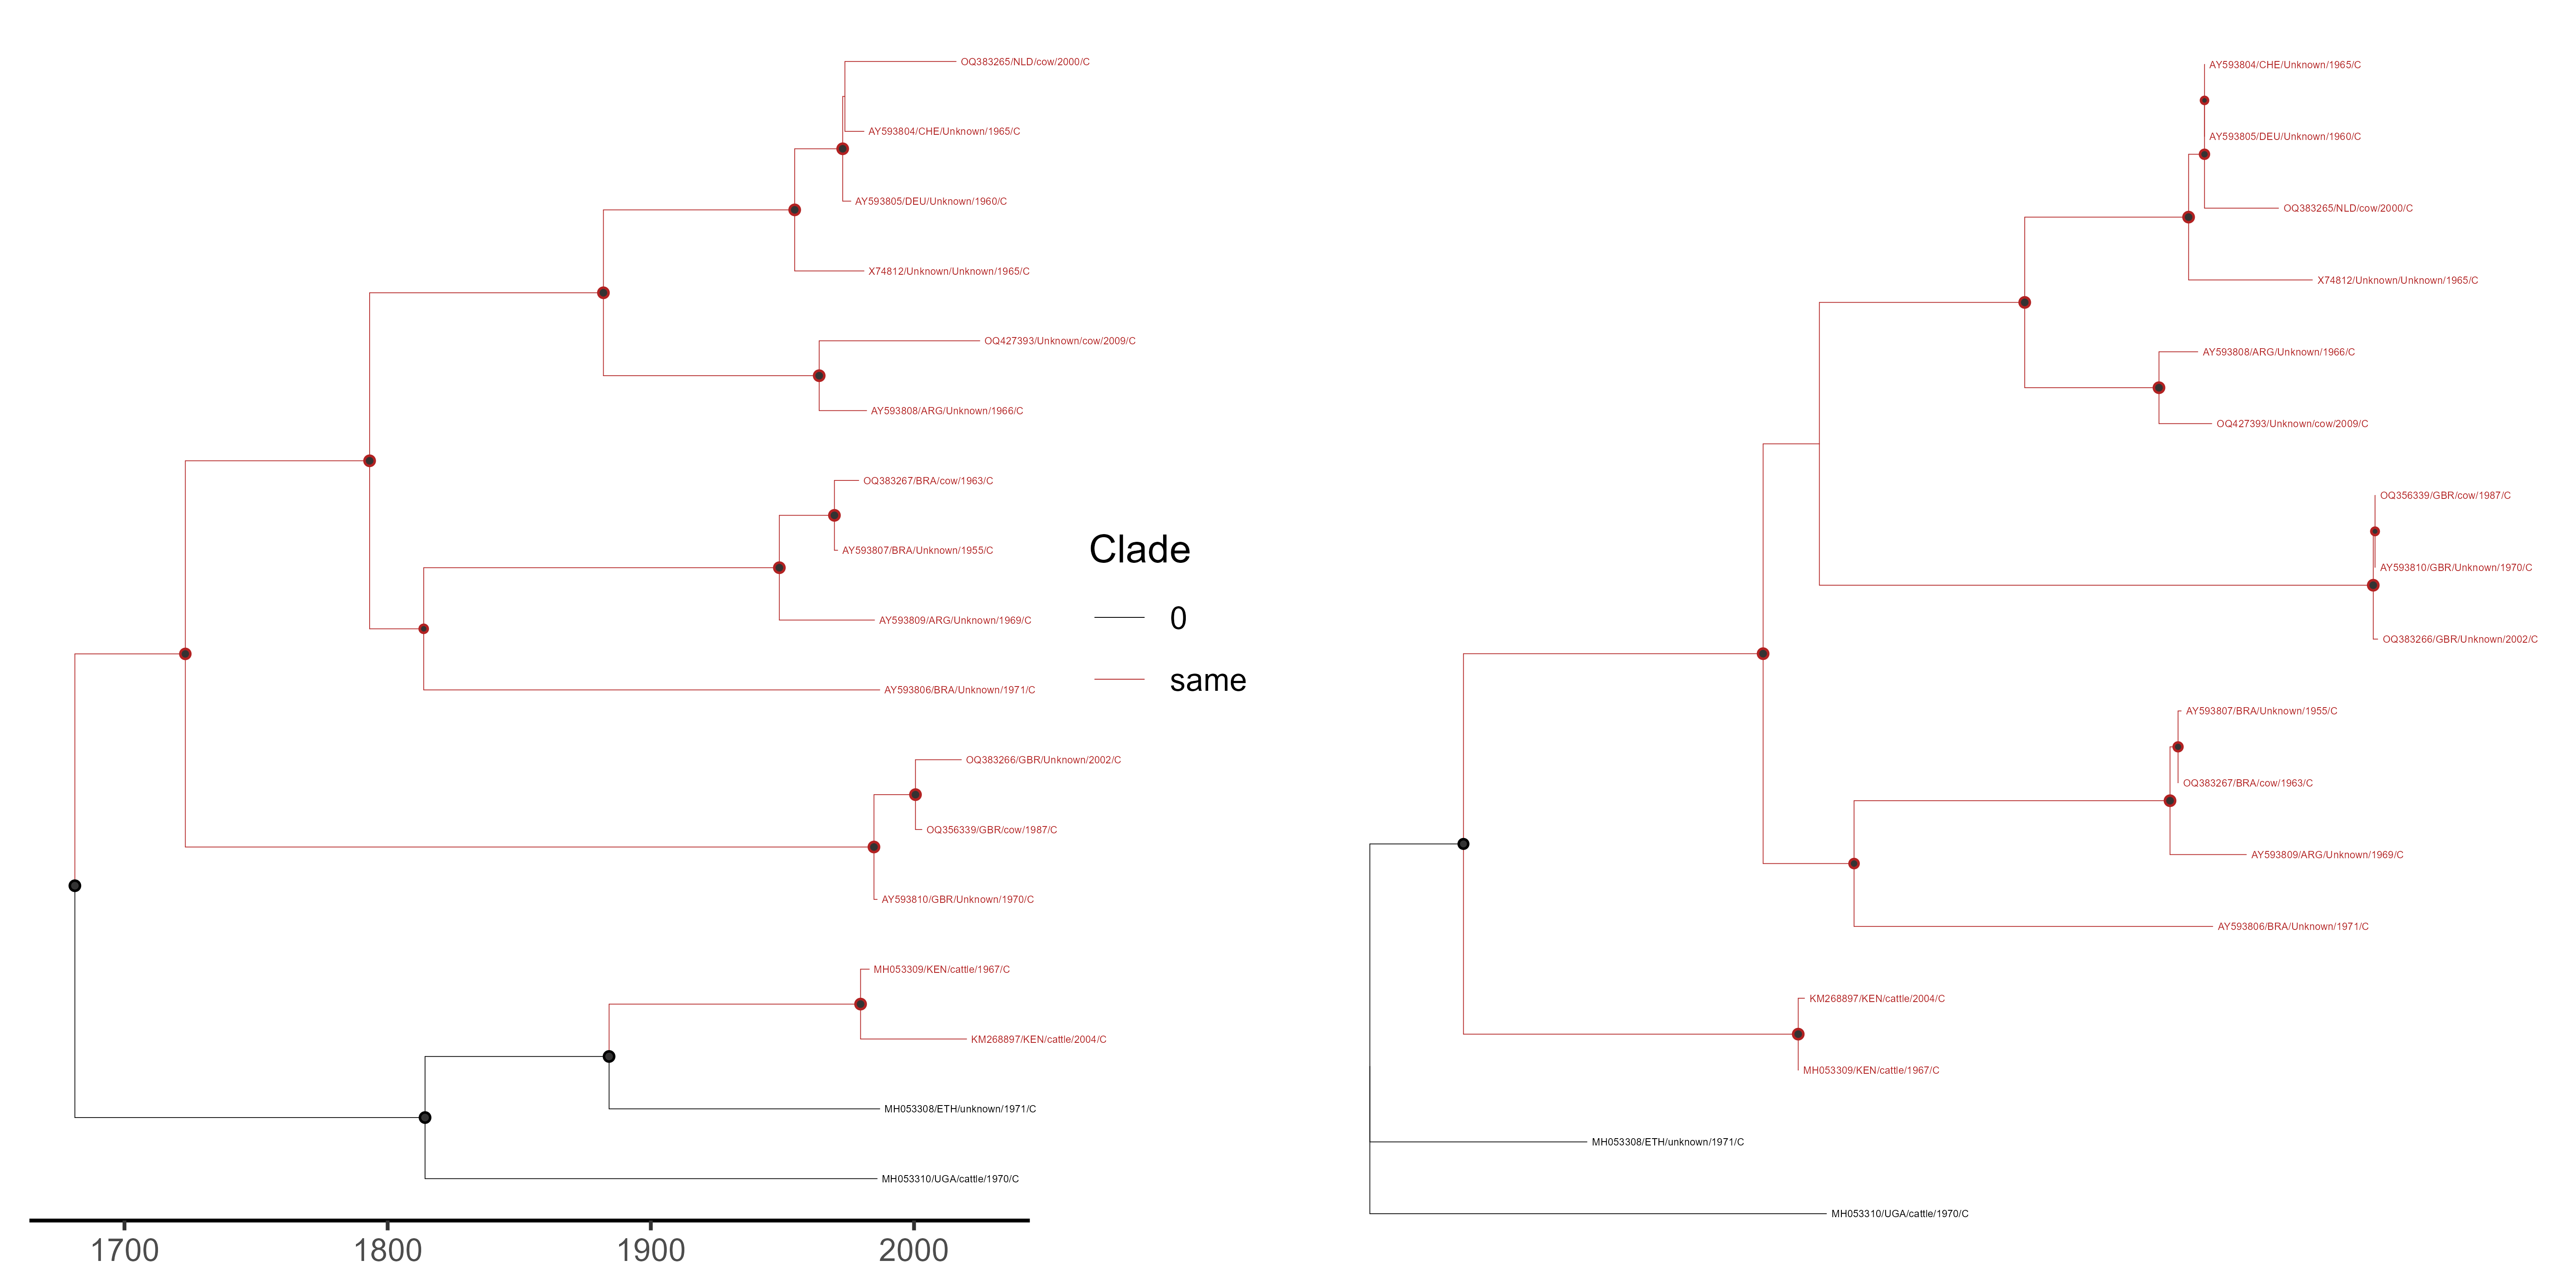 OQ383265/NLD/cow/2000/C
AY593804/CHE/Unknown/1965/C
AY593805/DEU/Unknown/1960/C
X74812/Unknown/Unknown/1965/C
OQ427393/Unknown/cow/2009/C
AY593808/ARG/Unknown/1966/C
OQ383267/BRA/cow/1963/C
AY593807/BRA/Unknown/1955/C
AY593809/ARG/Unknown/1969/C
AY593806/BRA/Unknown/1971/C
OQ383266/GBR/Unknown/2002/C
OQ356339/GBR/cow/1987/C
AY593810/GBR/Unknown/1970/C
MH053309/KEN/cattle/1967/C
KM268897/KEN/cattle/2004/C
MH053308/ETH/unknown/1971/C
MH053310/UGA/cattle/1970/C
1700 1800 1900 2000
Clade
0
same
AY593804/CHE/Unknown/1965/C
AY593805/DEU/Unknown/1960/C
OQ383265/NLD/cow/2000/C
X74812/Unknown/Unknown/1965/C
AY593808/ARG/Unknown/1966/C
OQ427393/Unknown/cow/2009/C
OQ356339/GBR/cow/1987/C
AY593810/GBR/Unknown/1970/C
OQ383266/GBR/Unknown/2002/C
AY593807/BRA/Unknown/1955/C
OQ383267/BRA/cow/1963/C
AY593809/ARG/Unknown/1969/C
AY593806/BRA/Unknown/1971/C
KM268897/KEN/cattle/2004/C
MH053309/KEN/cattle/1967/C
MH053308/ETH/unknown/1971/C
MH053310/UGA/cattle/1970/C